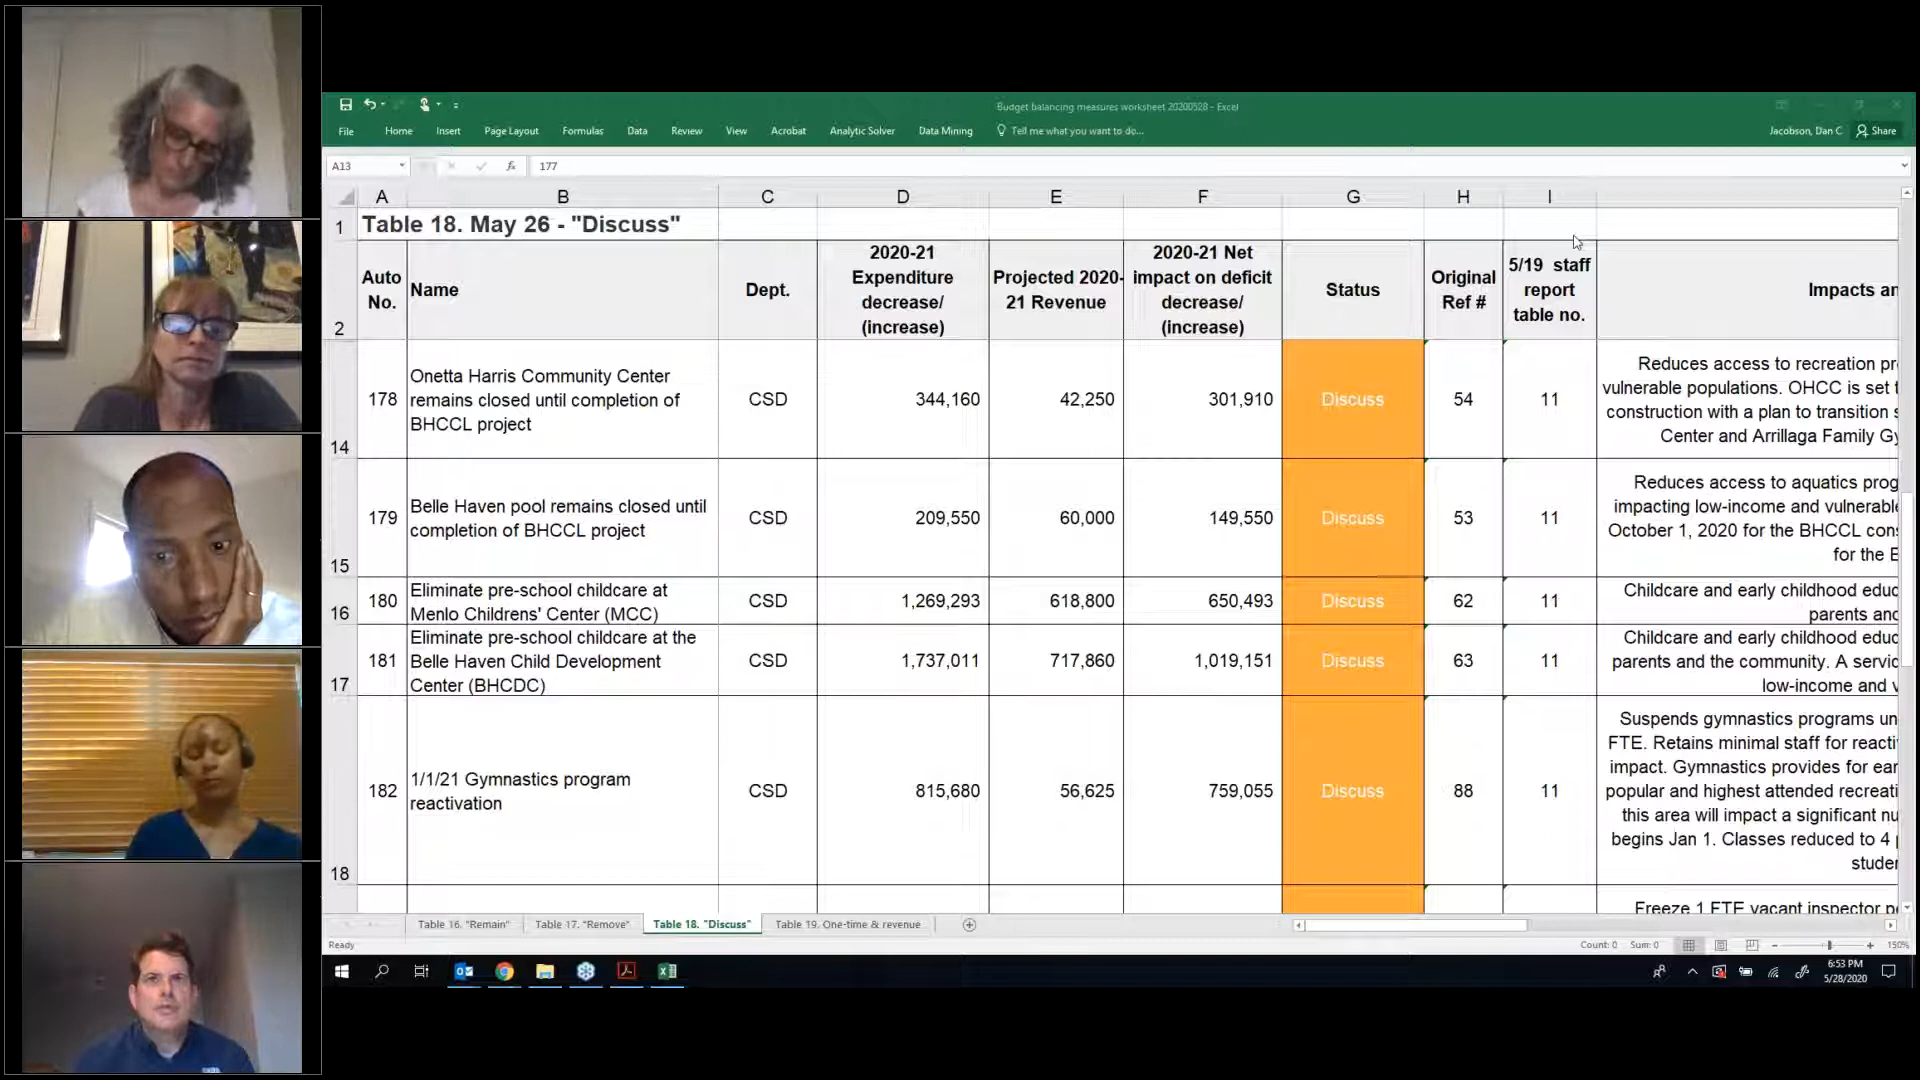 Budget balancing measures worksheet 20200528 - Excel
File Home Insert Page Layout Formulas Data Review View Acrobat Analytic Solver Data Mining Tell me what you want to do... Jacobson, Dan C Share
A13 fx 177
A B C D E F G H I
1 Table 18. May 26 - "Discuss"
2
Auto No.
Name
Dept.
2020-21
Expenditure
decrease/
(increase)
Projected 2020-
21 Revenue
2020-21 Net
impact on deficit
decrease/
(increase)
Status
Original
Ref #
5/19 staff
report
table no.
Impacts an
14
178
Onetta Harris Community Center
remains closed until completion of
BHCCL project
CSD 344,160 42,250 301,910 Discuss 54 11
Reduces access to recreation pr
vulnerable populations. OHCC is set t
construction with a plan to transition s
Center and Arrillaga Family Gy
15
179
Belle Haven pool remains closed until
completion of BHCCL project
CSD 209,550 60,000 149,550 Discuss 53 11
Reduces access to aquatics prog
impacting low-income and vulnerable
October 1, 2020 for the BHCCL cons
for the B
16
180
Eliminate pre-school childcare at
Menlo Childrens' Center (MCC)
CSD 1,269,293 618,800 650,493 Discuss 62 11
Childcare and early childhood educ
parents and
17
181
Eliminate pre-school childcare at the
Belle Haven Child Development
Center (BHCDC)
CSD 1,737,011 717,860 1,019,151 Discuss 63 11
Childcare and early childhood educ
parents and the community. A servic
low-income and v
18
182
1/1/21 Gymnastics program
reactivation
CSD 815,680 56,625 759,055 Discuss 88 11
Suspends gymnastics programs un
FTE. Retains minimal staff for reacti
impact. Gymnastics provides for ear
popular and highest attended recreati
this area will impact a significant nu
begins Jan 1. Classes reduced to 4 p
studen
Freeze 1 FTE vacant inspector po
Table 16. "Remain" Table 17. "Remove" Table 18. "Discuss" Table 19. One-time & revenue
Ready Count: 0 Sum: 0 150%
6:53 PM
5/28/2020